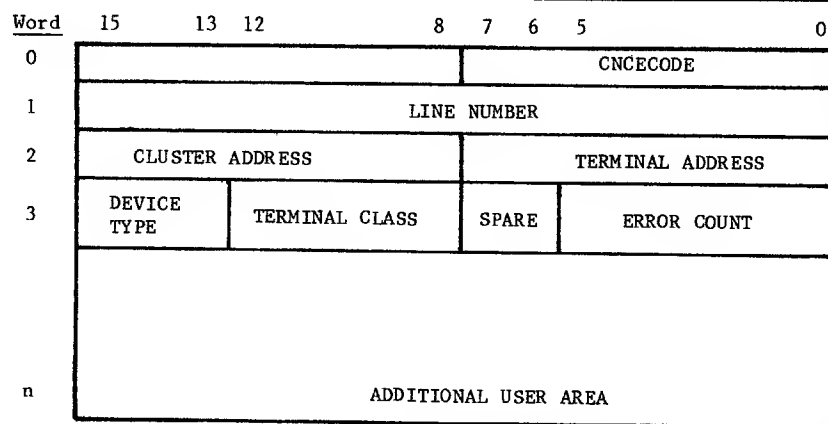 Word 15 13 12 8 7 6 5 0
0 CNCECODE
1 LINE NUMBER
2 CLUSTER ADDRESS TERMINAL ADDRESS
3 DEVICE TYPE TERMINAL CLASS SPARE ERROR COUNT
n ADDITIONAL USER AREA